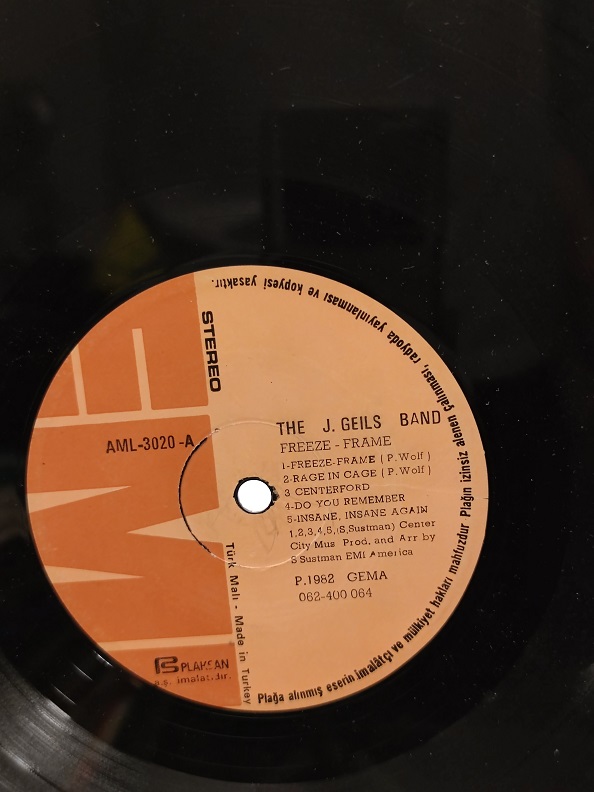 STEREO
AML-3020-A
THE J. GEILS BAND
FREEZE - FRAME
1-FREEZE-FRAME (P. Wolf)
2-RAGE IN CAGE (P. Wolf)
3 CENTERFORD
4-DO YOU REMEMBER
5-INSANE, INSANE AGAIN
1,2,3,4,5,(S,Sustman) Center
City Mus Prod. and Arr by
S Sustman EMI America
P.1982 GEMA
062-400 064
EMI
Türk Malı - Made in Turkey
PLAKSAN
A.Ş. imalatıdır.
Plağa alınmış eserin imalâtçı ve mülkiyet hakları mahfuzdur Plağın izinsiz alenen çalınması, radyoda yayınlanması ve kopyesi yasaktır.